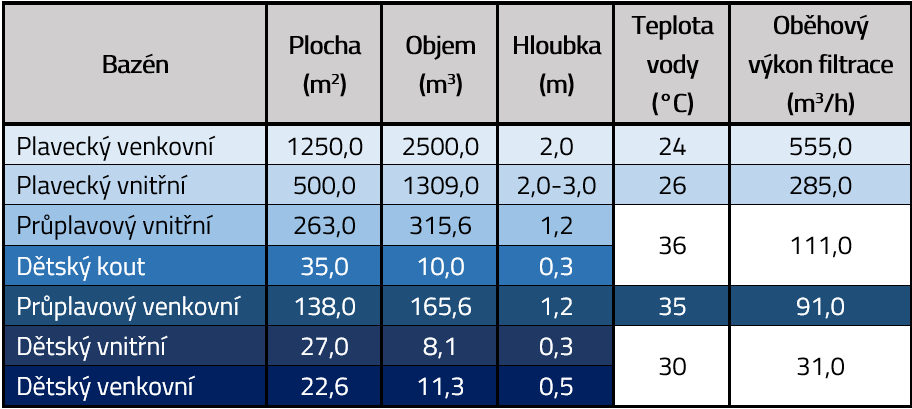 Bazén Plocha (m²) Objem (m³) Hloubka (m) Teplota vody (°C) Oběhový výkon filtrace (m³/h)
Plavecký venkovní 1250,0 2500,0 2,0 24 555,0
Plavecký vnitřní 500,0 1309,0 2,0-3,0 26 285,0
Průplavový vnitřní 263,0 315,6 1,2 36 111,0
Dětský kout 35,0 10,0 0,3
Průplavový venkovní 138,0 165,6 1,2 35 91,0
Dětský vnitřní 27,0 8,1 0,3 30 31,0
Dětský venkovní 22,6 11,3 0,5